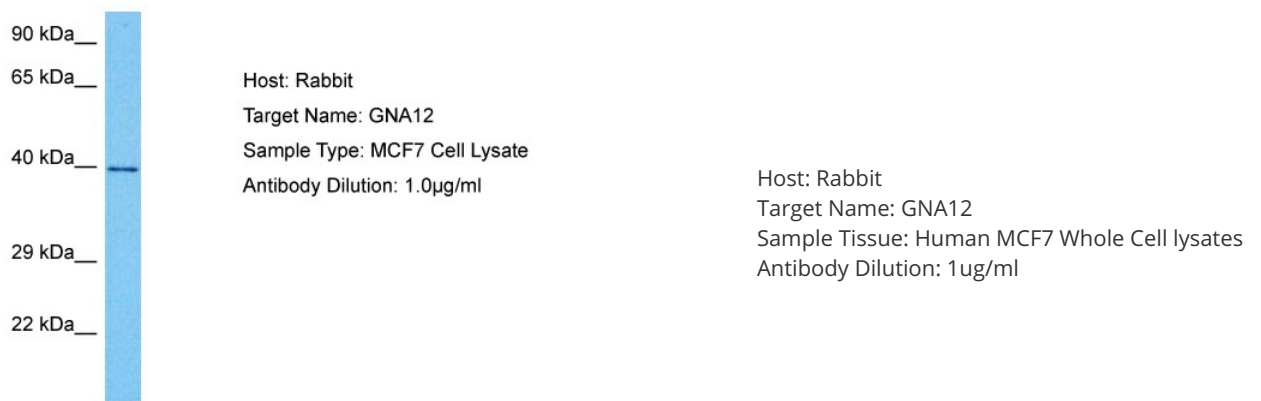 90 kDa__
65 kDa__
40 kDa__
29 kDa__
22 kDa__
Host: Rabbit
Target Name: GNA12
Sample Type: MCF7 Cell Lysate
Antibody Dilution: 1.0µg/ml
Host: Rabbit
Target Name: GNA12
Sample Tissue: Human MCF7 Whole Cell lysates
Antibody Dilution: 1ug/ml